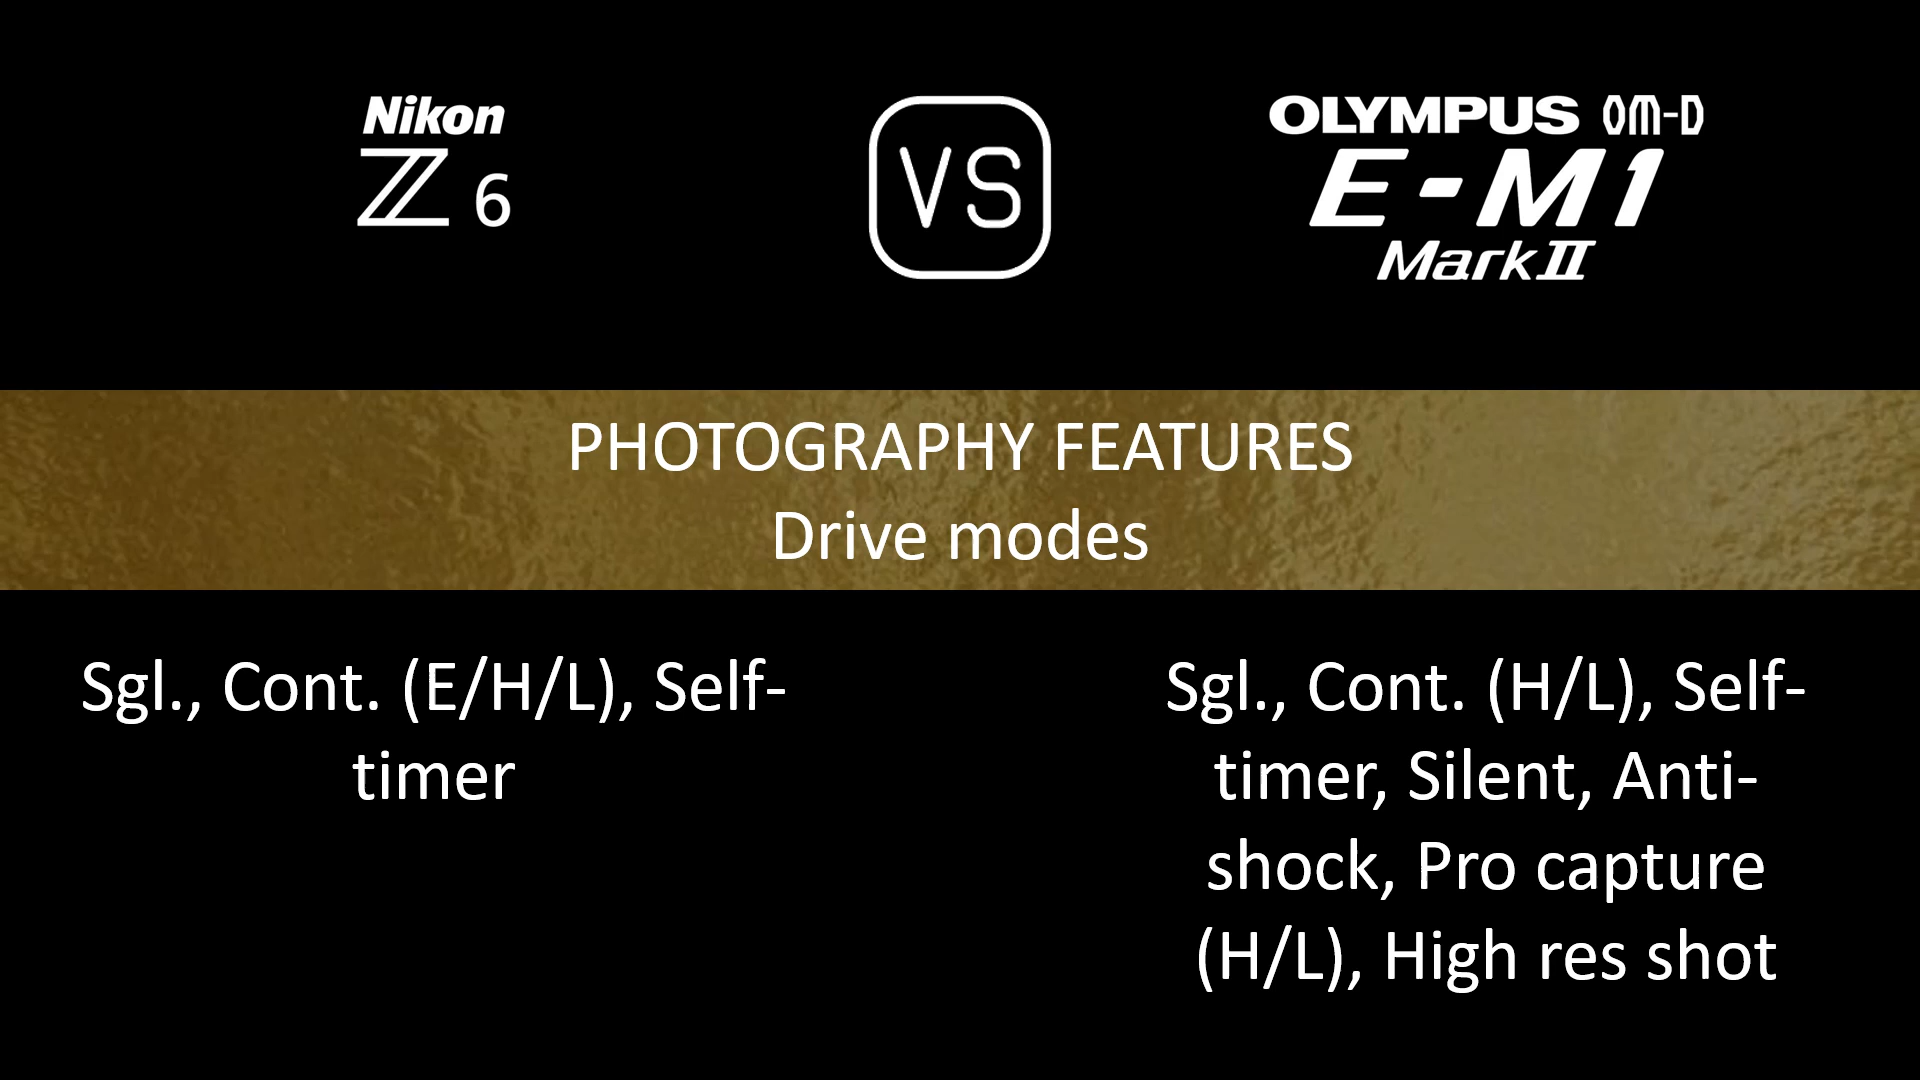 Nikon
Z 6
VS
OLYMPUS OM-D
E-M1
Mark II
PHOTOGRAPHY FEATURES
Drive modes
Sgl., Cont. (E/H/L), Self-
timer
Sgl., Cont. (H/L), Self-
timer, Silent, Anti-
shock, Pro capture
(H/L), High res shot